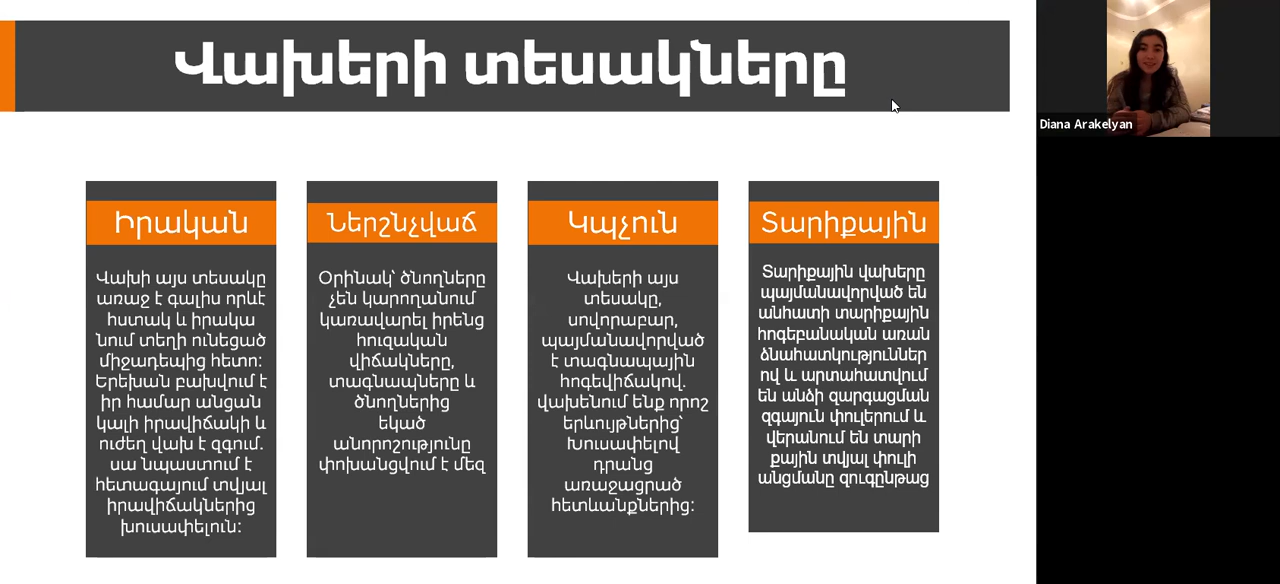 Վախերի տեսակները
Diana Arakelyan
Իրական
Վախի այս տեսակը
առաջ է գալիս որևէ
հստակ և իրակա
նում տեղի ունեցած
միջադեպից հետո:
Երեխան բախվում է
իր համար անցան
կալի իրավիճակի և
ուժեղ վախ է զգում.
սա նպաստում է
հետագայում տվյալ
իրավիճակներից
խուսափելուն:
Ներշնչված
Օրինակ՝ ծնողները
չեն կարողանում
կառավարել իրենց
հուզական
վիճակները,
տագնապները և
ծնողներից
եկած
անորոշությունը
փոխանցվում է մեզ
Կպչուն
Վախերի այս
տեսակը,
սովորաբար,
պայմանավորված
է տագնապային
հոգեվիճակով.
վախենում ենք որոշ
երևույթներից՝
Խուսափելով
դրանց
առաջացրած
հետևանքներից:
Տարիքային
Տարիքային վախերը
պայմանավորված են
անհատի տարիքային
հոգեբանական առան
ձնահատկություններ
ով և արտահատվում
են անձի զարգացման
զգայուն փուլերում և
վերանում են տարի
քային տվյալ փուլի
անցմանը զուգընթաց